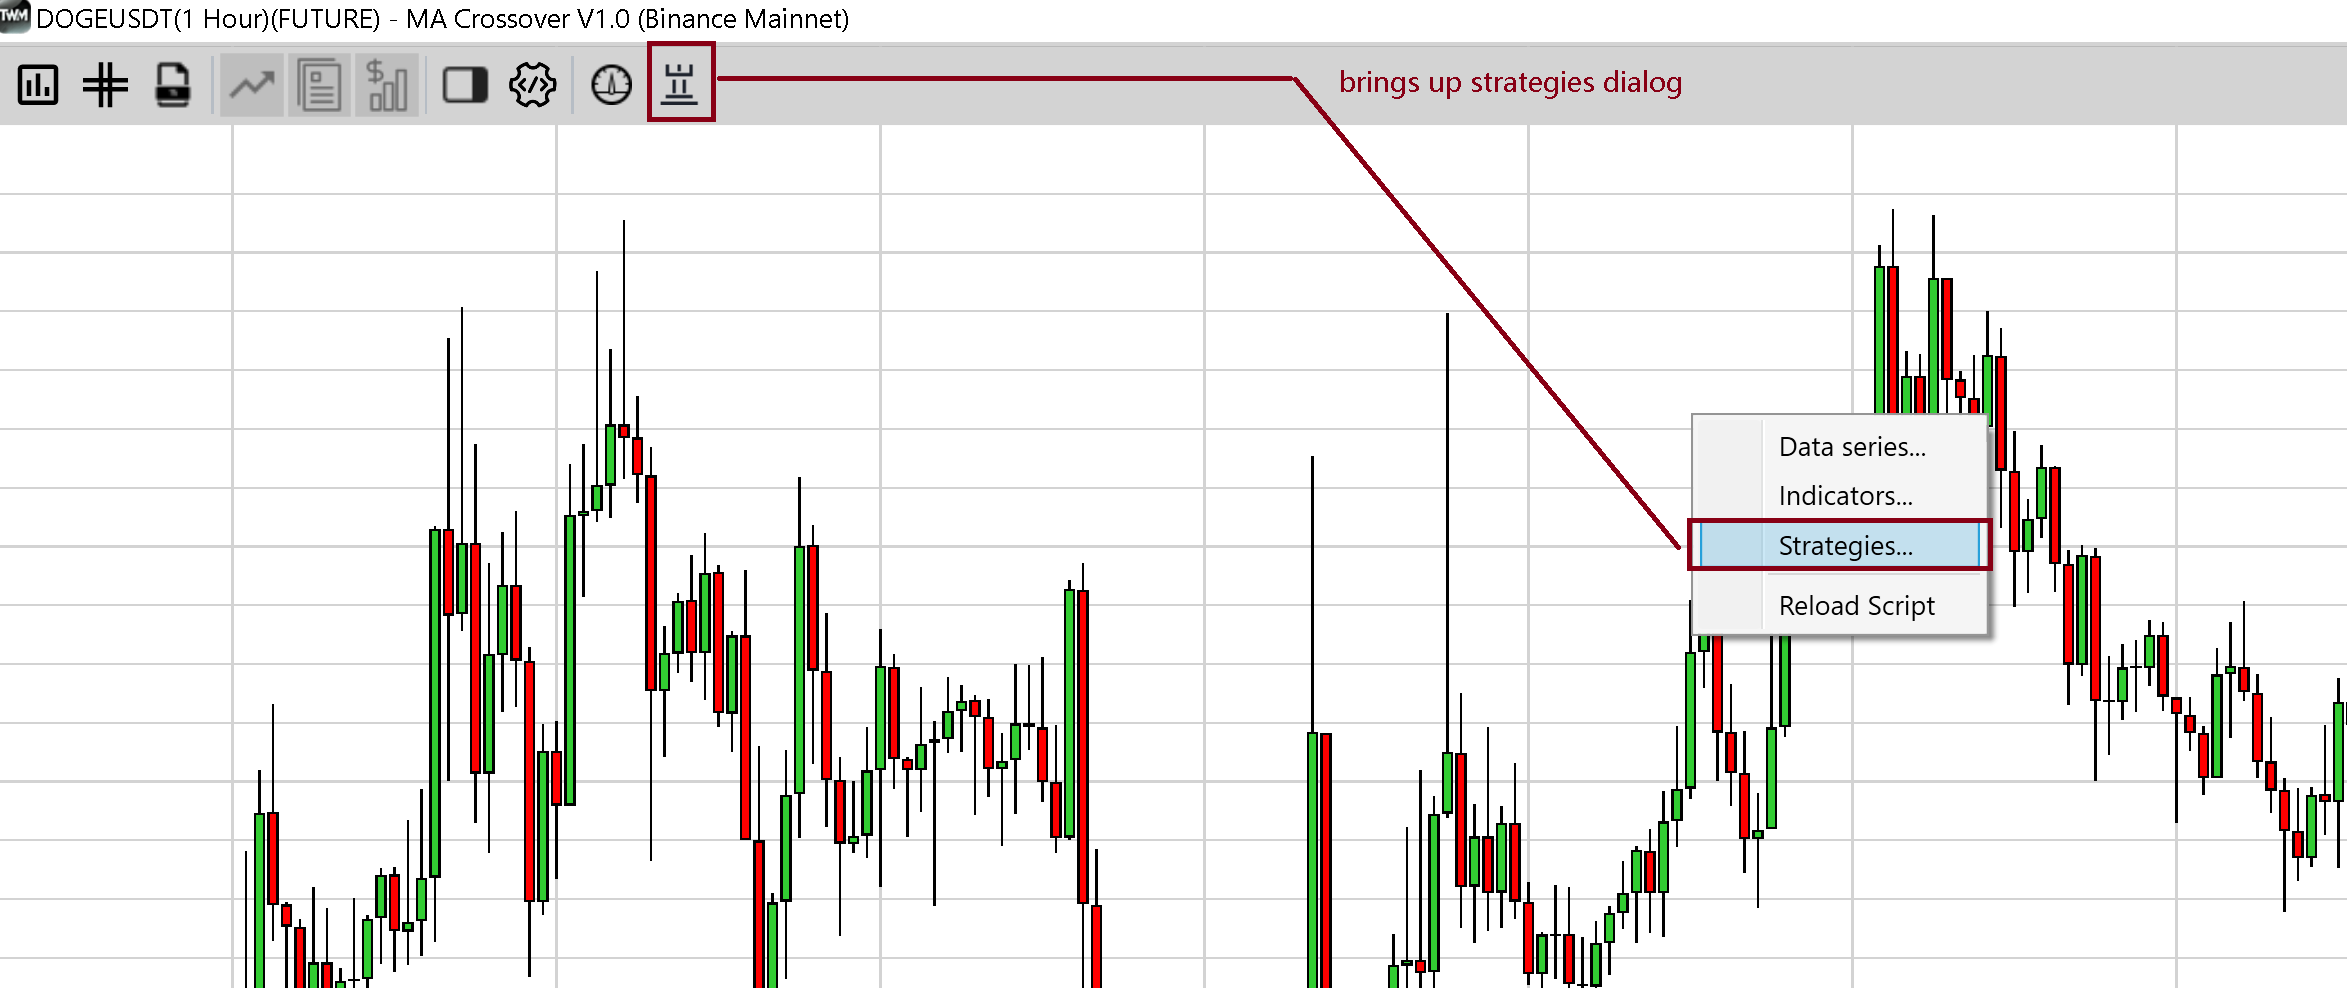 TWM
DOGEUSDT(1 Hour)(FUTURE) - MA Crossover V1.0 (Binance Mainnet)
$
</>
brings up strategies dialog
Data series...
Indicators...
Strategies...
Reload Script